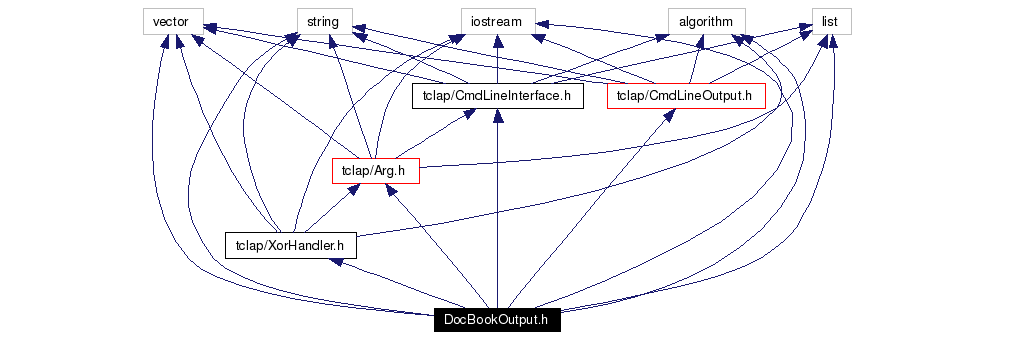 vector
string
iostream
algorithm
list
tclap/CmdLineInterface.h
tclap/CmdLineOutput.h
tclap/Arg.h
tclap/XorHandler.h
DocBookOutput.h